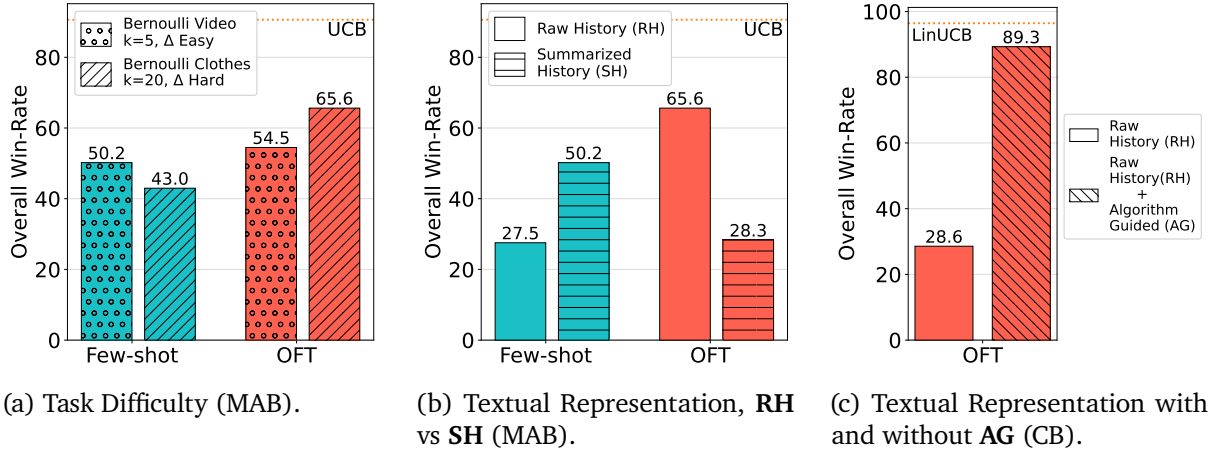 Overall Win-Rate
0
20
40
60
80
Bernoulli Video
k=5, Δ Easy
Bernoulli Clothes
k=20, Δ Hard
UCB
50.2
43.0
54.5
65.6
Few-shot
OFT
(a) Task Difficulty (MAB).
Overall Win-Rate
0
20
40
60
80
Raw History (RH)
Summarized
History (SH)
UCB
27.5
50.2
65.6
28.3
Few-shot
OFT
(b) Textual Representation, RH
vs SH (MAB).
Overall Win-Rate
0
20
40
60
80
100
LinUCB
28.6
89.3
OFT
Raw
History (RH)
Raw
History(RH)
+
Algorithm
Guided (AG)
(c) Textual Representation with
and without AG (CB).